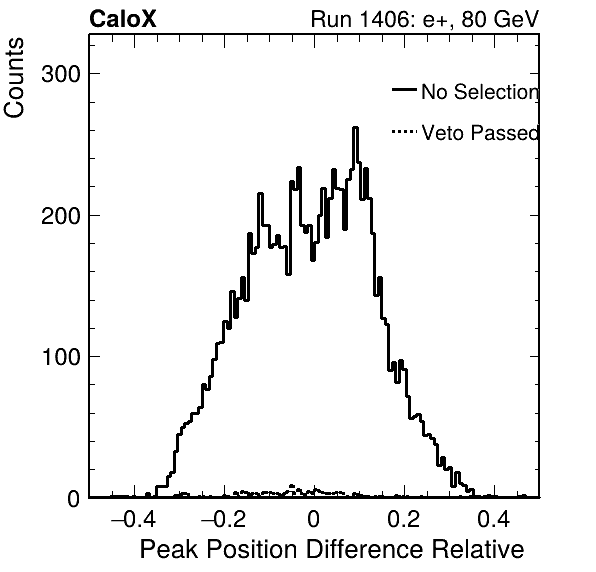 CaloX Run 1406: e+, 80 GeV
Counts
No Selection
Veto Passed
300
200
100
0
−0.4 −0.2 0 0.2 0.4
Peak Position Difference Relative